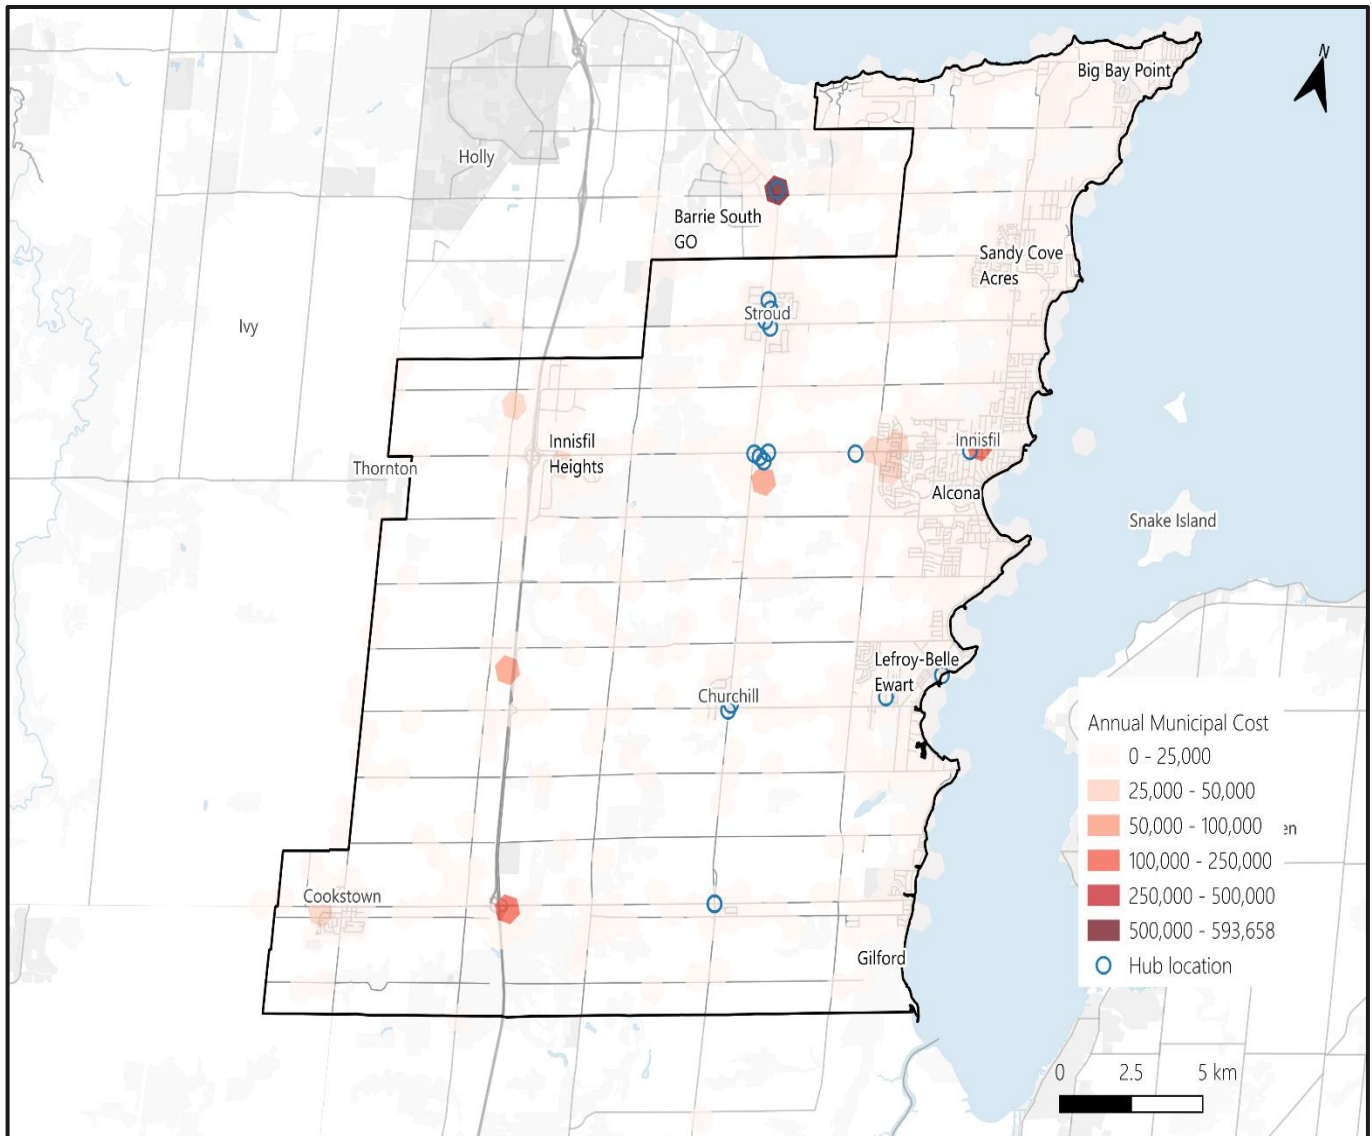 Big Bay Point
N
Holly
Barrie South
GO
Sandy Cove
Acres
Stroud
Ivy
Innisfil
Heights
Innisfil
Thornton
Alcona
Snake Island
Lefroy-Belle
Ewart
Churchill
Annual Municipal Cost
0 - 25,000
25,000 - 50,000
50,000 - 100,000
en
100,000 - 250,000
250,000 - 500,000
500,000 - 593,658
Hub location
Cookstown
Gilford
0 2.5 5 km